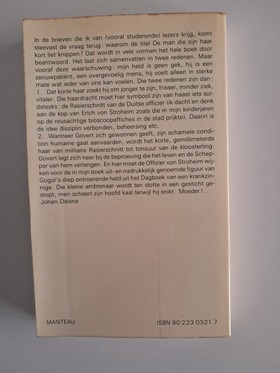 In de brieven die ik van (vooral studerende) lezers krijg, komt
steevast de vraag terug: waarom de titel De man die zijn haar
kort liet knippen? Dat wordt in vele vormen het hele boek door
beantwoord. Het laat zich samenvatten in twee redenen. Maar
vooraf deze waarschuwing: mijn held is geen gek, hij is een
zenuwpatiënt, een overgevoelig mens, hij voelt alleen in sterke
mate wat ieder van ons kan voelen. Die twee redenen zijn dan:
1. Dat korte haar zoekt hij om jonger te zijn, frisser, minder ziek,
vitaler. Die haardracht moet hier symbool zijn van haast iets sol-
datesks: de Rasierschnitt van de Duitse officier (ik dacht en denk
aan de kop van Erich von Stroheim zoals die in mijn kinderjaren
op de reusachtige bioscoopaffiches in de stad prijkte). Daarin is
de idee disciplin verbonden, beheersing etc.
2. Wanneer Govert zich gewonnen geeft, zijn schamele condi-
tion humaine gaat aanvaarden, wordt het korte, gemillimeterde
haar van militaire Rasierschnitt tot tonsuur van de kloosterling.
Govert legt zich neer bij de beproeving die het leven en de Schep-
per van hem verlangen. En hier moet de Officier von Stroheim wij-
ken voor de in mijn boek uit- en nadrukkelijk genoemde figuur van
Gogol's diep ontroerende held uit het Dagboek van een krankzin-
nige. Die kleine ambtenaar wordt ten slotte in een gesticht ge-
stopt, men scheert zijn hoofd kaal terwijl hij snikt: Moeder!...
Johan Daisne
MANTEAU
ISBN 90 223 0321 7